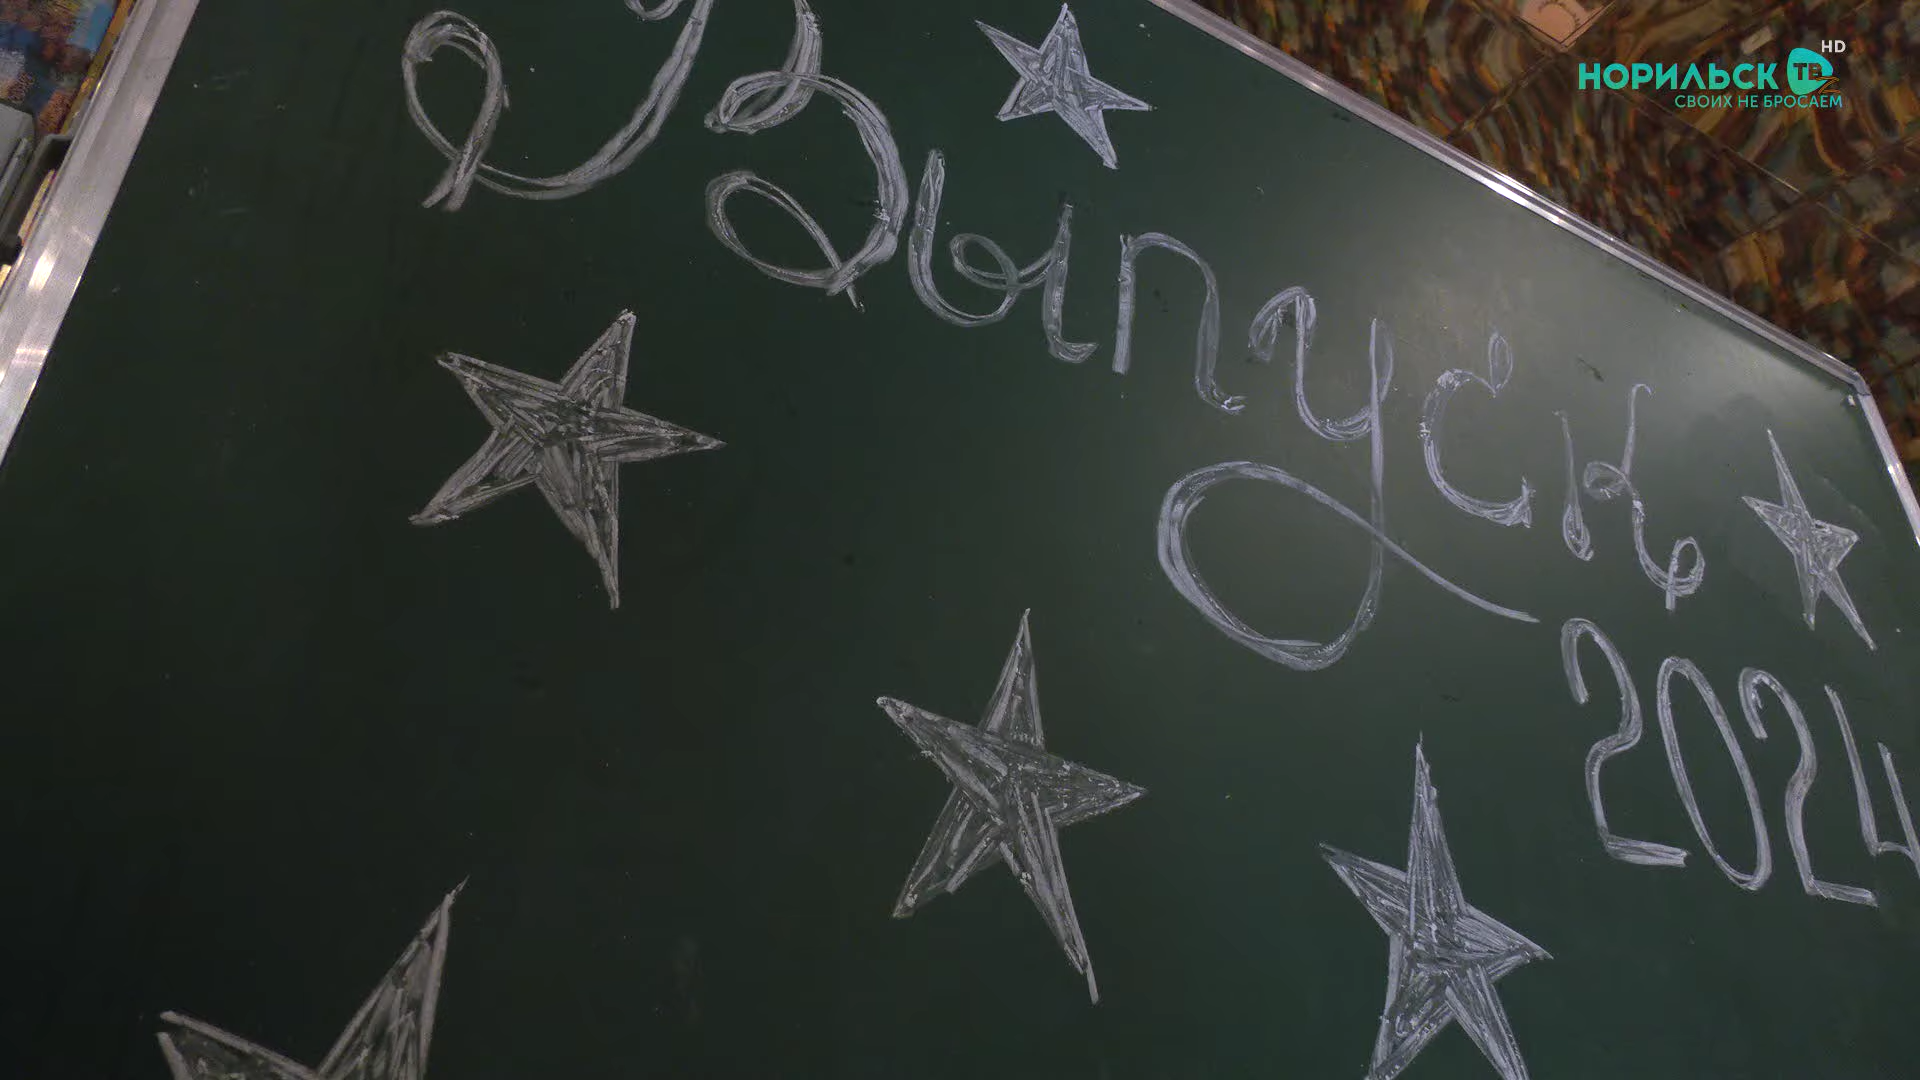 Выпуск
2024
HD
НОРИЛЬСК ТВ
СВОИХ НЕ БРОСАЕМ